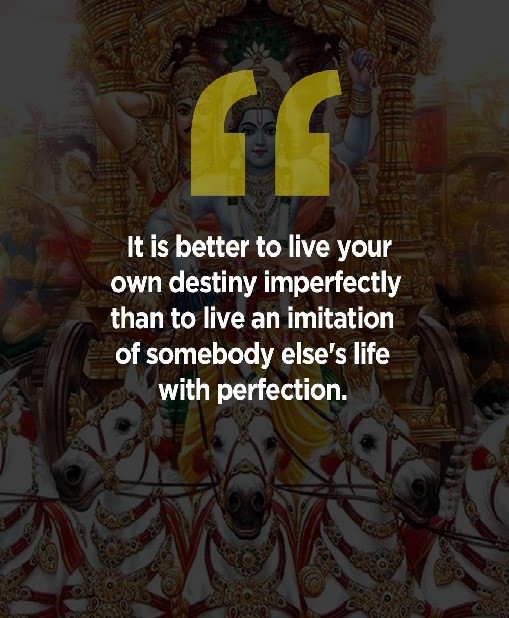 It is better to live your
own destiny imperfectly
than to live an imitation
of somebody else's life
with perfection.